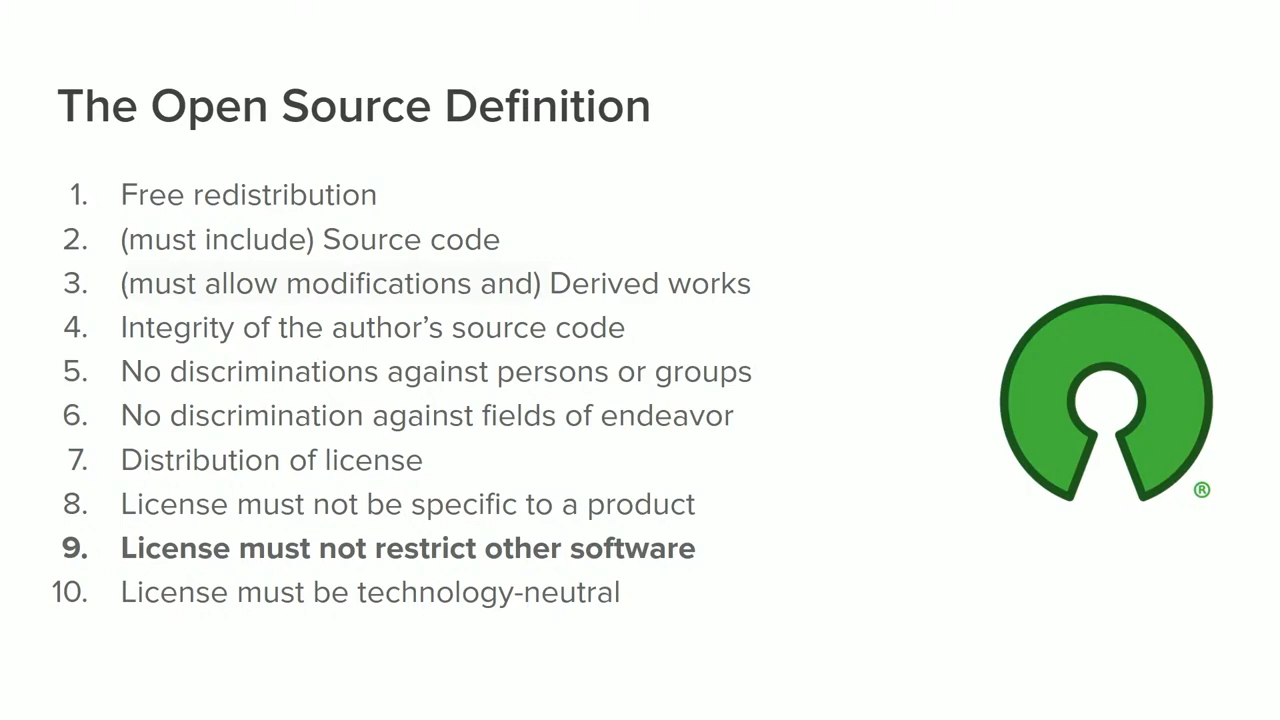 The Open Source Definition
1. Free redistribution
2. (must include) Source code
3. (must allow modifications and) Derived works
4. Integrity of the author’s source code
5. No discriminations against persons or groups
6. No discrimination against fields of endeavor
7. Distribution of license
8. License must not be specific to a product
9. License must not restrict other software
10. License must be technology-neutral
®